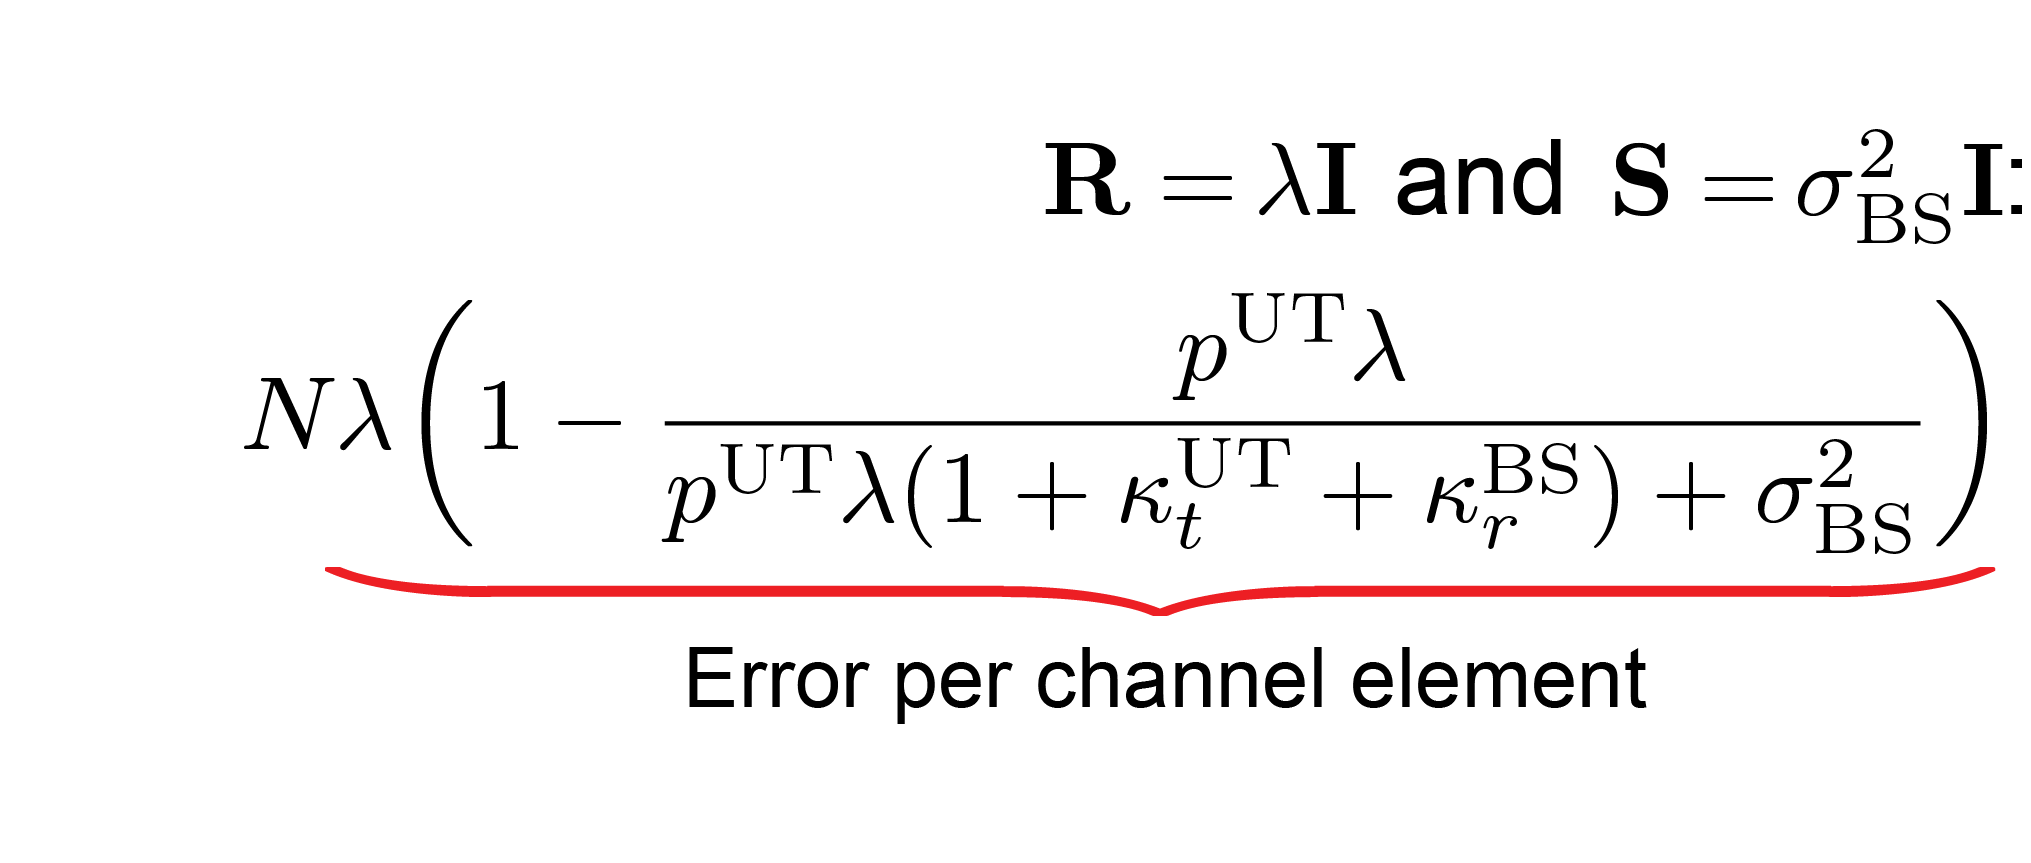 𝐑 = λ𝐈 and 𝐒 = σ²_BS 𝐈:
Nλ(1 − p^UT λ / (p^UT λ(1 + κ_t^UT + κ_r^BS) + σ²_BS))
Error per channel element